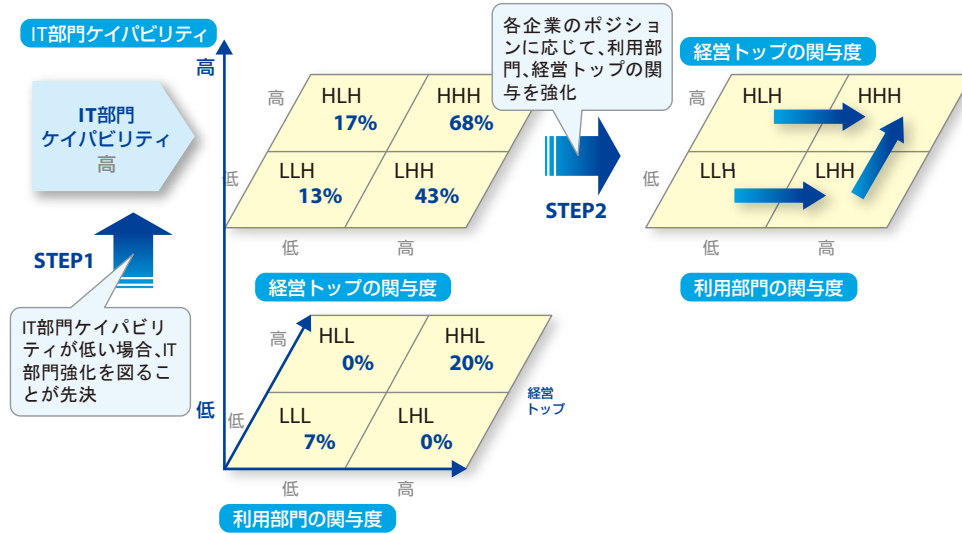 IT部門ケイパビリティ
高
IT部門
ケイパビリティ
高
STEP1
IT部門ケイパビリ
ティが低い場合、IT
部門強化を図るこ
とが先決
低
高
低
HLH
17%
HHH
68%
LLH
13%
LHH
43%
低
高
経営トップの関与度
高
低
HLL
0%
HHL
20%
LLL
7%
LHL
0%
経営
トップ
低
高
利用部門の関与度
各企業のポジショ
ンに応じて、利用部
門、経営トップの関
与を強化
STEP2
経営トップの関与度
高
低
HLH
HHH
LLH
LHH
低
高
利用部門の関与度